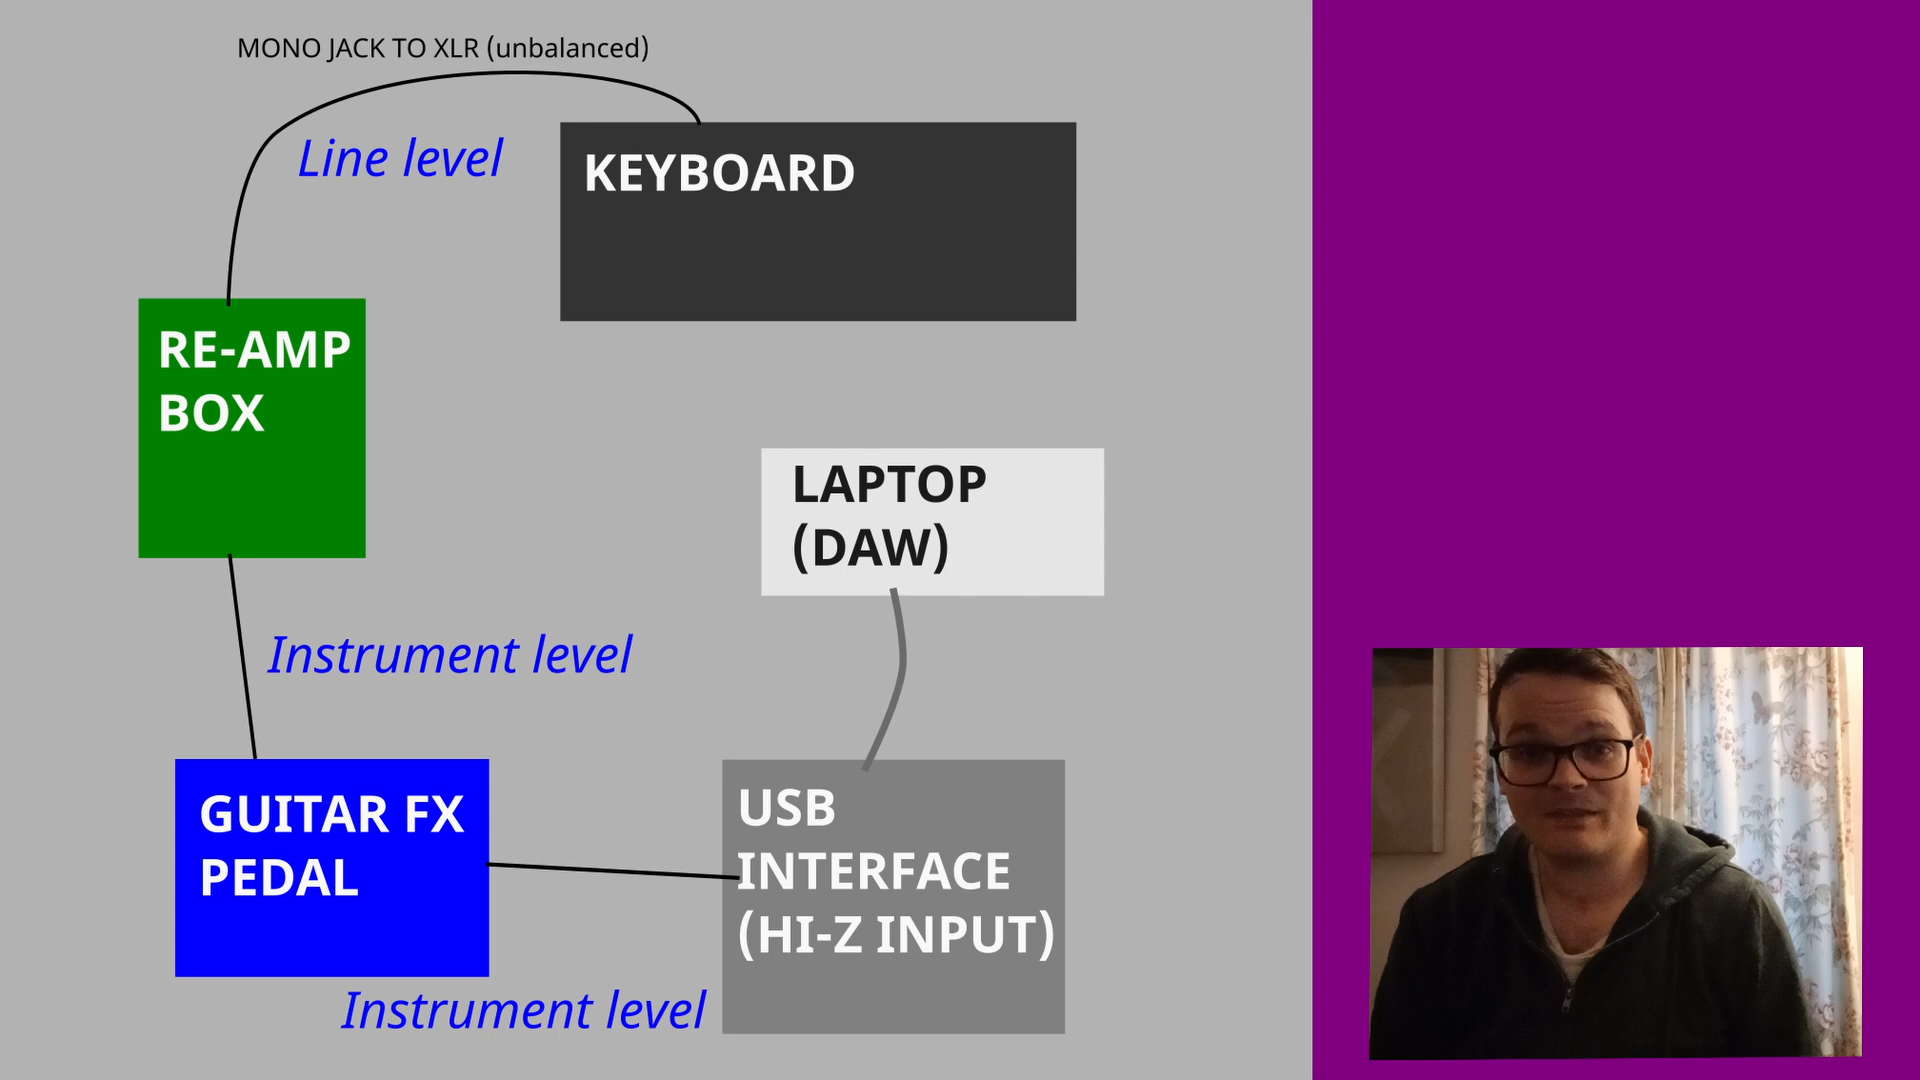 MONO JACK TO XLR (unbalanced)
Line level
KEYBOARD
RE-AMP
BOX
LAPTOP
(DAW)
Instrument level
GUITAR FX
PEDAL
USB
INTERFACE
(HI-Z INPUT)
Instrument level